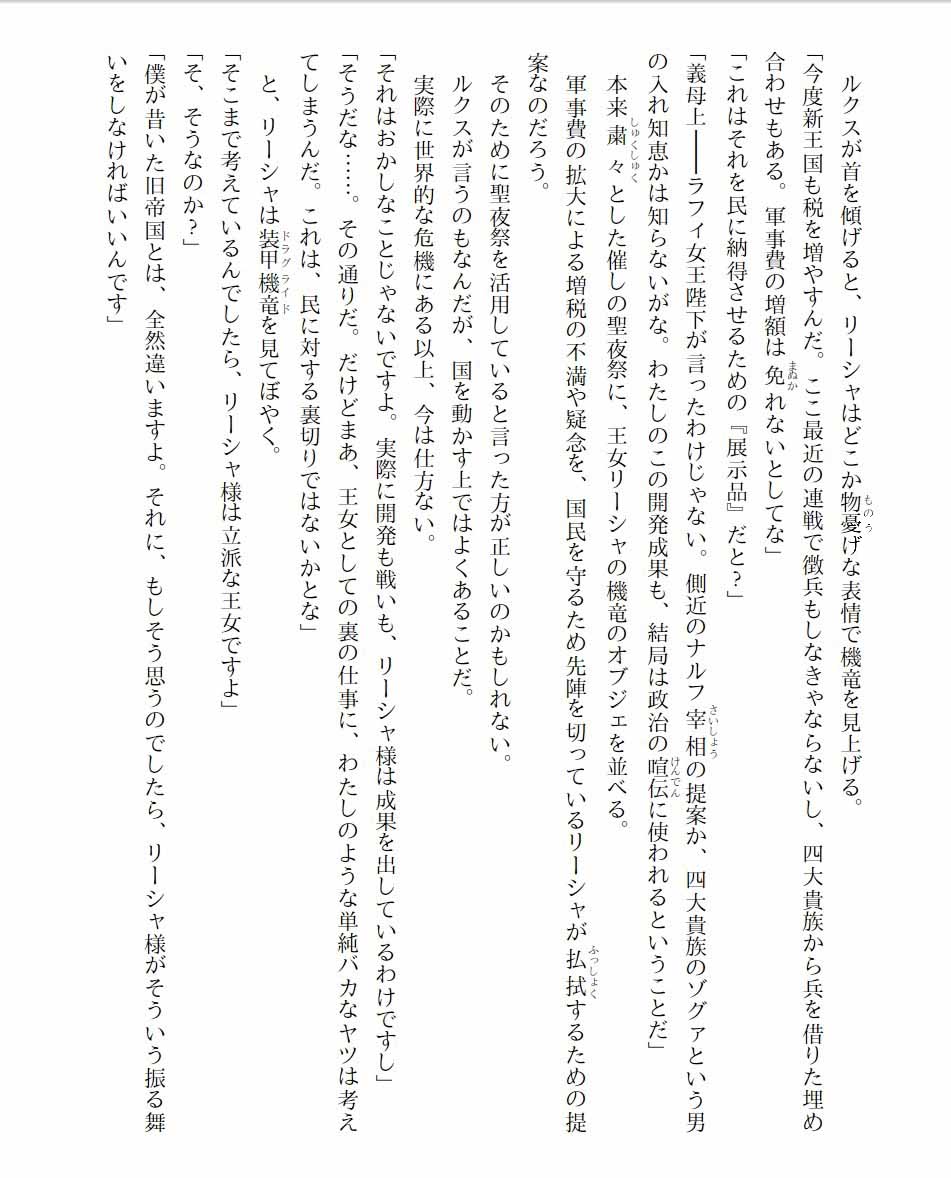 ルクスが首を傾げると、リーシャはどこか物憂げな表情で機竜を見上げる。
「今度新王国も税を増やすんだ。ここ最近の連戦で徴兵もしなきゃならないし、四大貴族から兵を借りた埋め
合わせもある。軍事費の増額は免れないとしてな」
「これはそれを民に納得させるための『展示品』だと?」
「義母上――ラフィ女王陛下が言ったわけじゃない。側近のナルフ宰相の提案か、四大貴族のゾグァという男
の入れ知恵かは知らないがな。わたしのこの開発成果も、結局は政治の喧伝に使われるということだ」
本来粛々とした催しの聖夜祭に、王女リーシャの機竜のオブジェを並べる。
軍事費の拡大による増税の不満や疑念を、国民を守るため先陣を切っているリーシャが払拭するための提
案なのだろう。
そのために聖夜祭を活用していると言った方が正しいのかもしれない。
ルクスが言うのもなんだが、国を動かす上ではよくあることだ。
実際に世界的な危機にある以上、今は仕方ない。
「それはおかしなことじゃないですよ。実際に開発も戦いも、リーシャ様は成果を出しているわけですし」
「そうだな……。その通りだ。だけどまあ、王女としての裏の仕事に、わたしのような単純バカなヤツは考え
てしまうんだ。これは、民に対する裏切りではないかとな」
と、リーシャは装甲機竜を見てぼやく。
「そこまで考えているんでしたら、リーシャ様は立派な王女ですよ」
「そ、そうなのか?」
「僕が昔いた旧帝国とは、全然違いますよ。それに、もしそう思うのでしたら、リーシャ様がそういう振る舞
いをしなければいいんです」